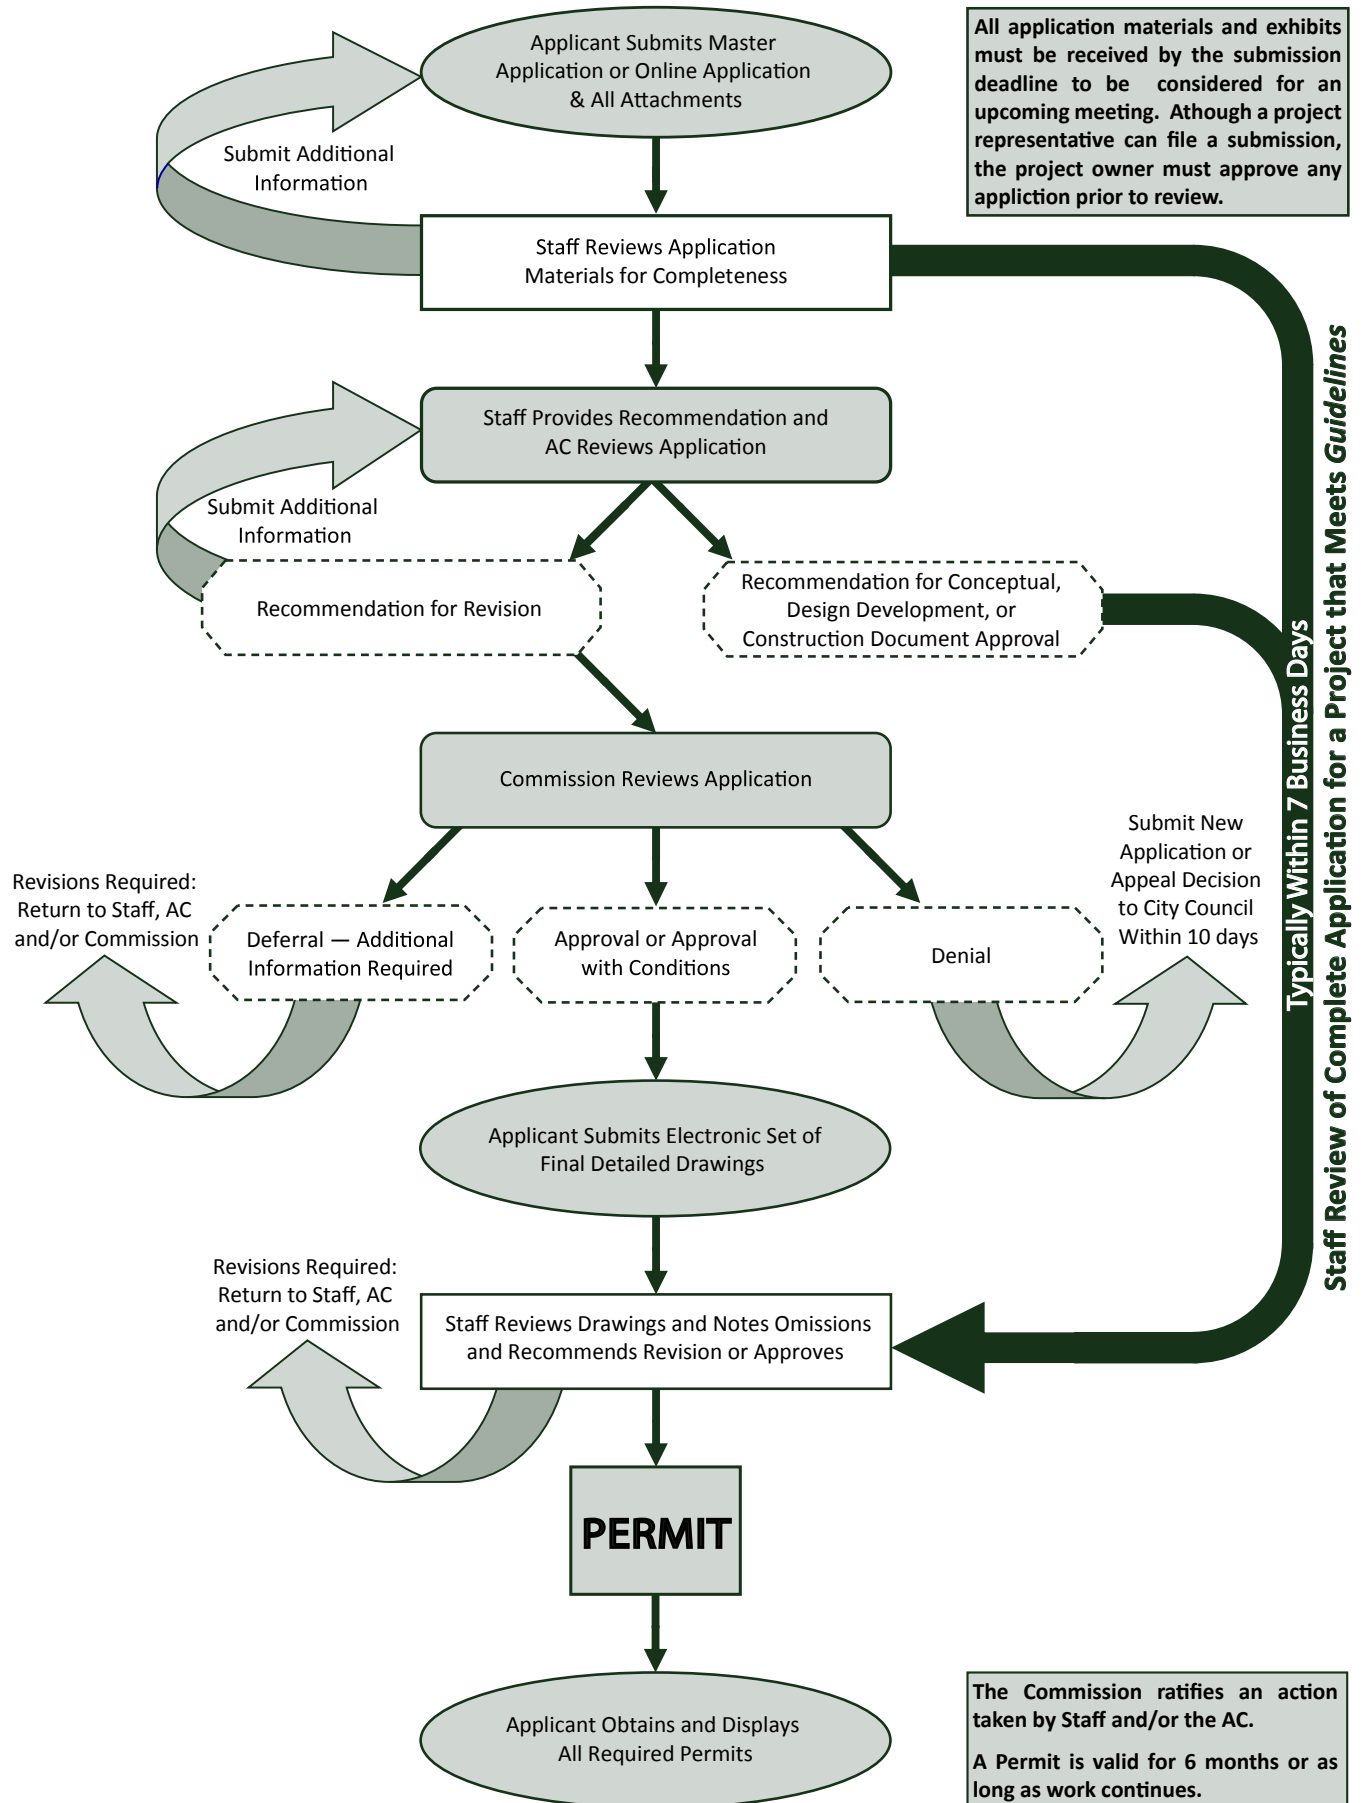 Applicant Submits Master
Application or Online Application
& All Attachments
All application materials and exhibits
must be received by the submission
deadline to be considered for an
upcoming meeting. Athough a project
representative can file a submission,
the project owner must approve any
appliction prior to review.
Submit Additional
Information
Staff Reviews Application
Materials for Completeness
Staff Provides Recommendation and
AC Reviews Application
Submit Additional
Information
Recommendation for Revision
Recommendation for Conceptual,
Design Development, or
Construction Document Approval
Typically Within 7 Business Days
Staff Review of Complete Application for a Project that Meets Guidelines
Commission Reviews Application
Revisions Required:
Return to Staff, AC
and/or Commission
Deferral — Additional
Information Required
Approval or Approval
with Conditions
Denial
Submit New
Application or
Appeal Decision
to City Council
Within 10 days
Applicant Submits Electronic Set of
Final Detailed Drawings
Revisions Required:
Return to Staff, AC
and/or Commission
Staff Reviews Drawings and Notes Omissions
and Recommends Revision or Approves
PERMIT
Applicant Obtains and Displays
All Required Permits
The Commission ratifies an action
taken by Staff and/or the AC.
A Permit is valid for 6 months or as
long as work continues.